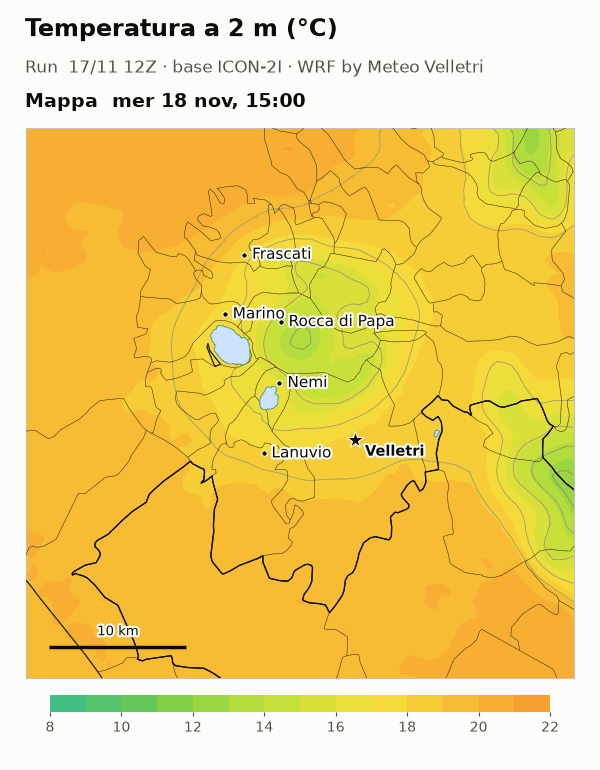 Temperatura a 2 m (°C)
Run  17/11 12Z · base ICON-2I · WRF by Meteo Velletri
Mappa  mer 18 nov, 15:00
Frascati
Marino
Rocca di Papa
Nemi
Velletri
Lanuvio
10 km
8 10 12 14 16 18 20 22